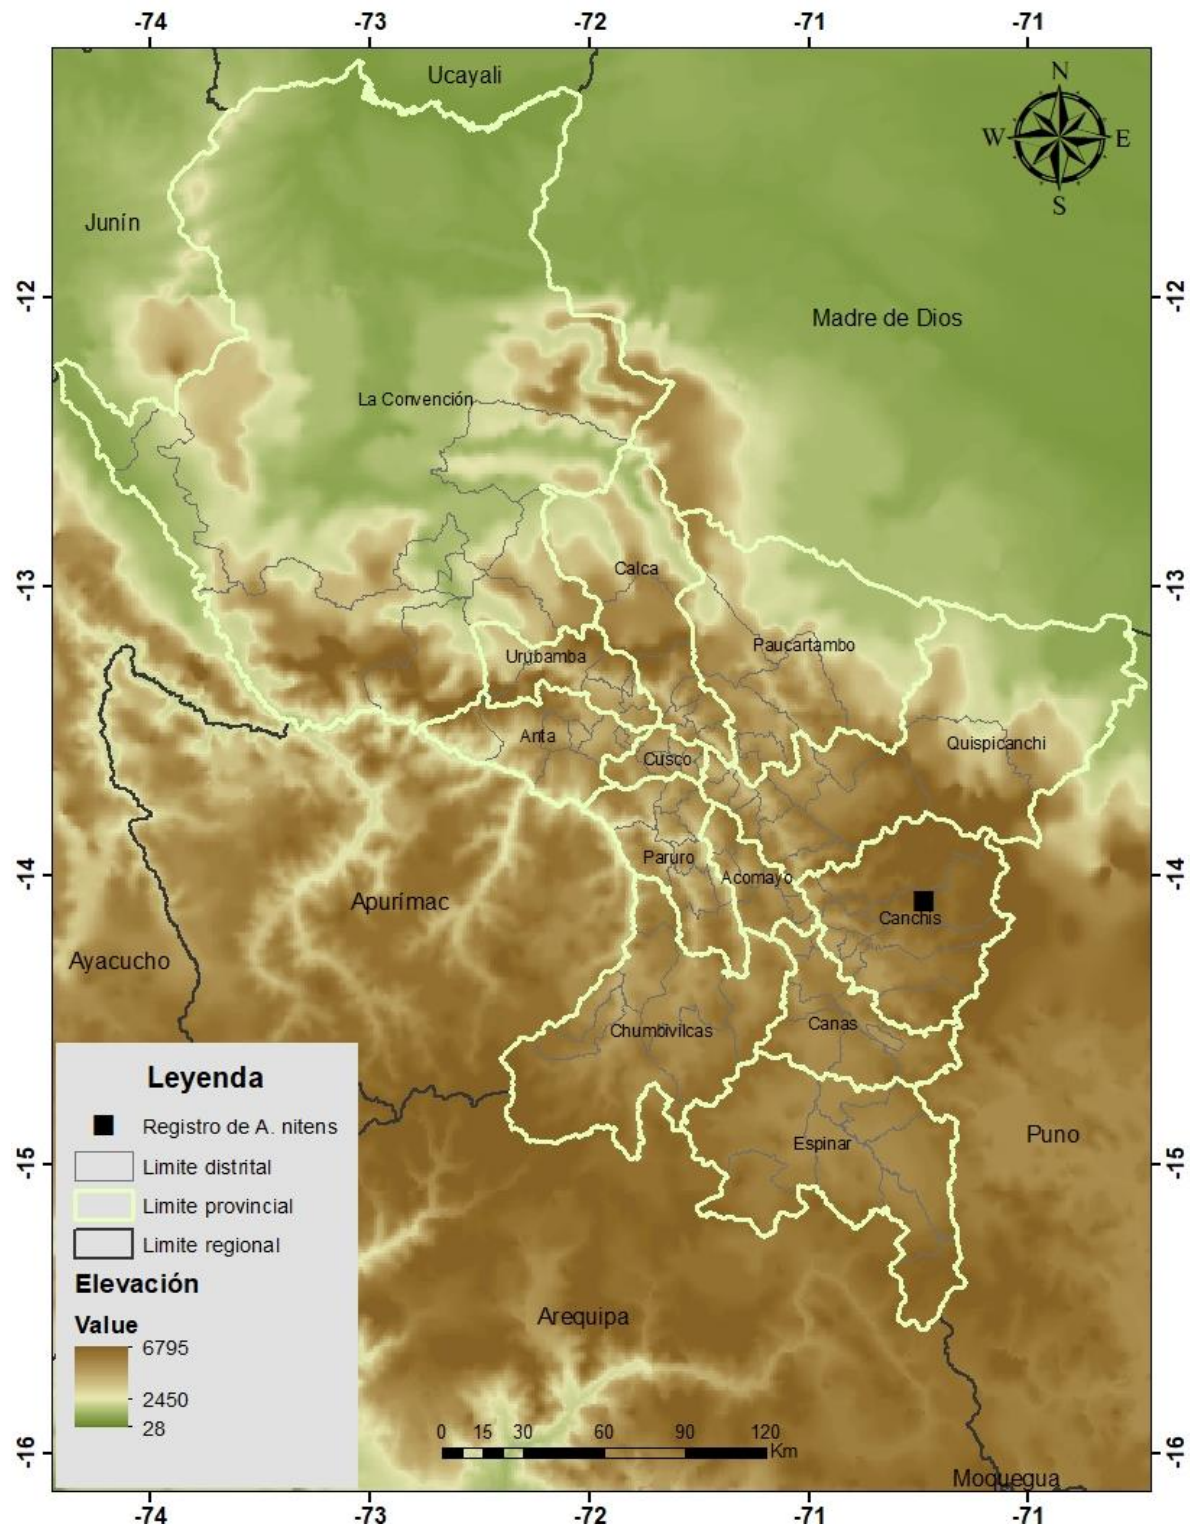 -74 -73 -72 -71 -71
Ucayali
N
W E
S
Junín
-12 -12
Madre de Dios
La Convención
-13 -13
Calca
Paucartambo
Urubamba
Anta
Quispicanchi
Cusco
Paruro
-14 -14
Acomayo
Apurímac
Canchis
Ayacucho
Canas
Chumbivilcas
Leyenda
Registro de A. nitens
Puno
Espinar
-15 -15
Limite distrital
Limite provincial
Limite regional
Elevación
Arequipa
Value
6795
2450
28
0 15 30 60 90 120
Km
-16 -16
Moquegua
-74 -73 -72 -71 -71